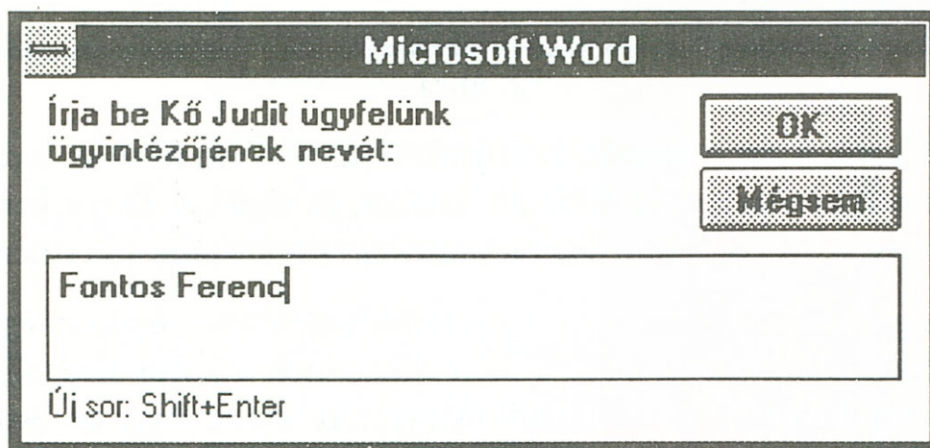 Microsoft Word
Írja be Kő Judit ügyfelünk
ügyintézőjének nevét:
OK
Mégsem
Fontos Ferenc
Új sor: Shift+Enter